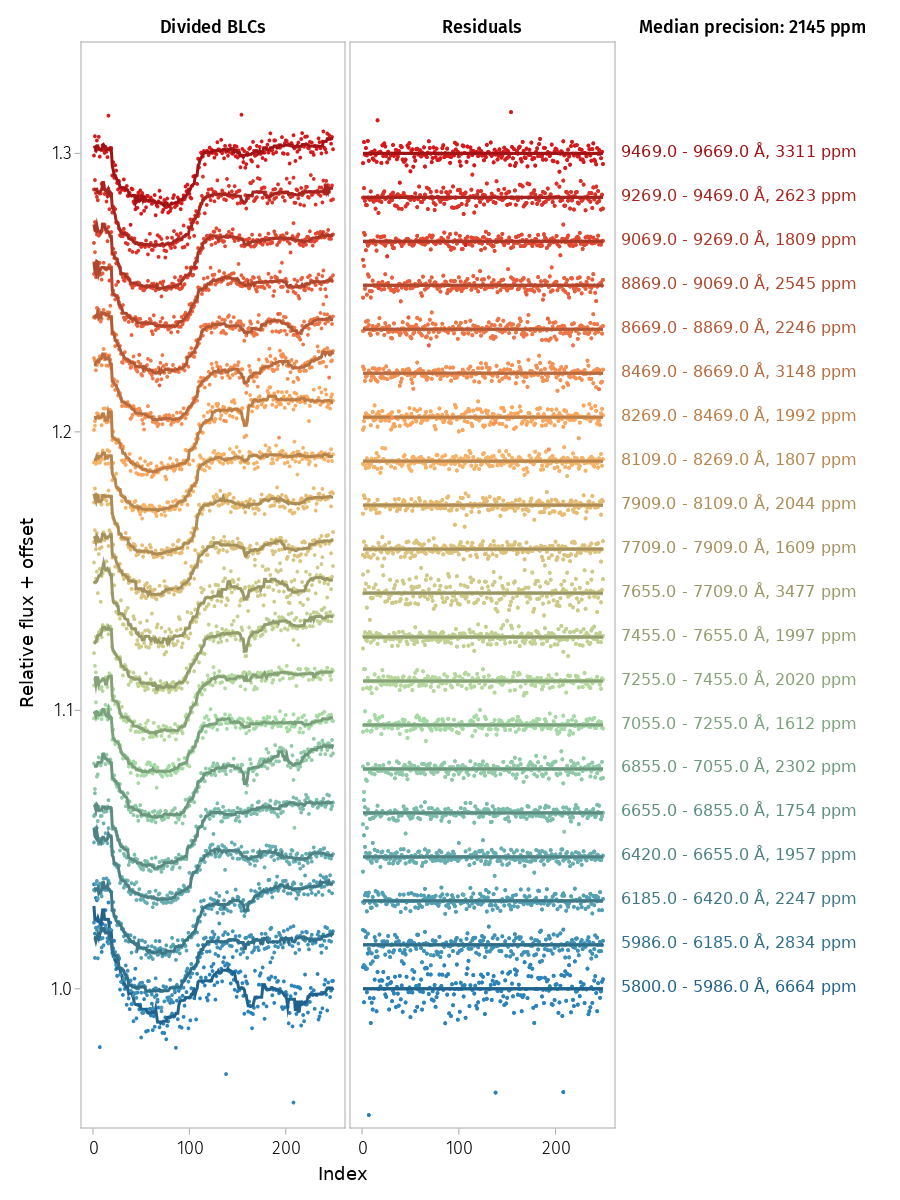 Divided BLCs
Residuals
Median precision: 2145 ppm
1.3
1.2
1.1
1.0
Relative flux + offset
9469.0 - 9669.0 Å, 3311 ppm
9269.0 - 9469.0 Å, 2623 ppm
9069.0 - 9269.0 Å, 1809 ppm
8869.0 - 9069.0 Å, 2545 ppm
8669.0 - 8869.0 Å, 2246 ppm
8469.0 - 8669.0 Å, 3148 ppm
8269.0 - 8469.0 Å, 1992 ppm
8109.0 - 8269.0 Å, 1807 ppm
7909.0 - 8109.0 Å, 2044 ppm
7709.0 - 7909.0 Å, 1609 ppm
7655.0 - 7709.0 Å, 3477 ppm
7455.0 - 7655.0 Å, 1997 ppm
7255.0 - 7455.0 Å, 2020 ppm
7055.0 - 7255.0 Å, 1612 ppm
6855.0 - 7055.0 Å, 2302 ppm
6655.0 - 6855.0 Å, 1754 ppm
6420.0 - 6655.0 Å, 1957 ppm
6185.0 - 6420.0 Å, 2247 ppm
5986.0 - 6185.0 Å, 2834 ppm
5800.0 - 5986.0 Å, 6664 ppm
0 100 200
0 100 200
Index